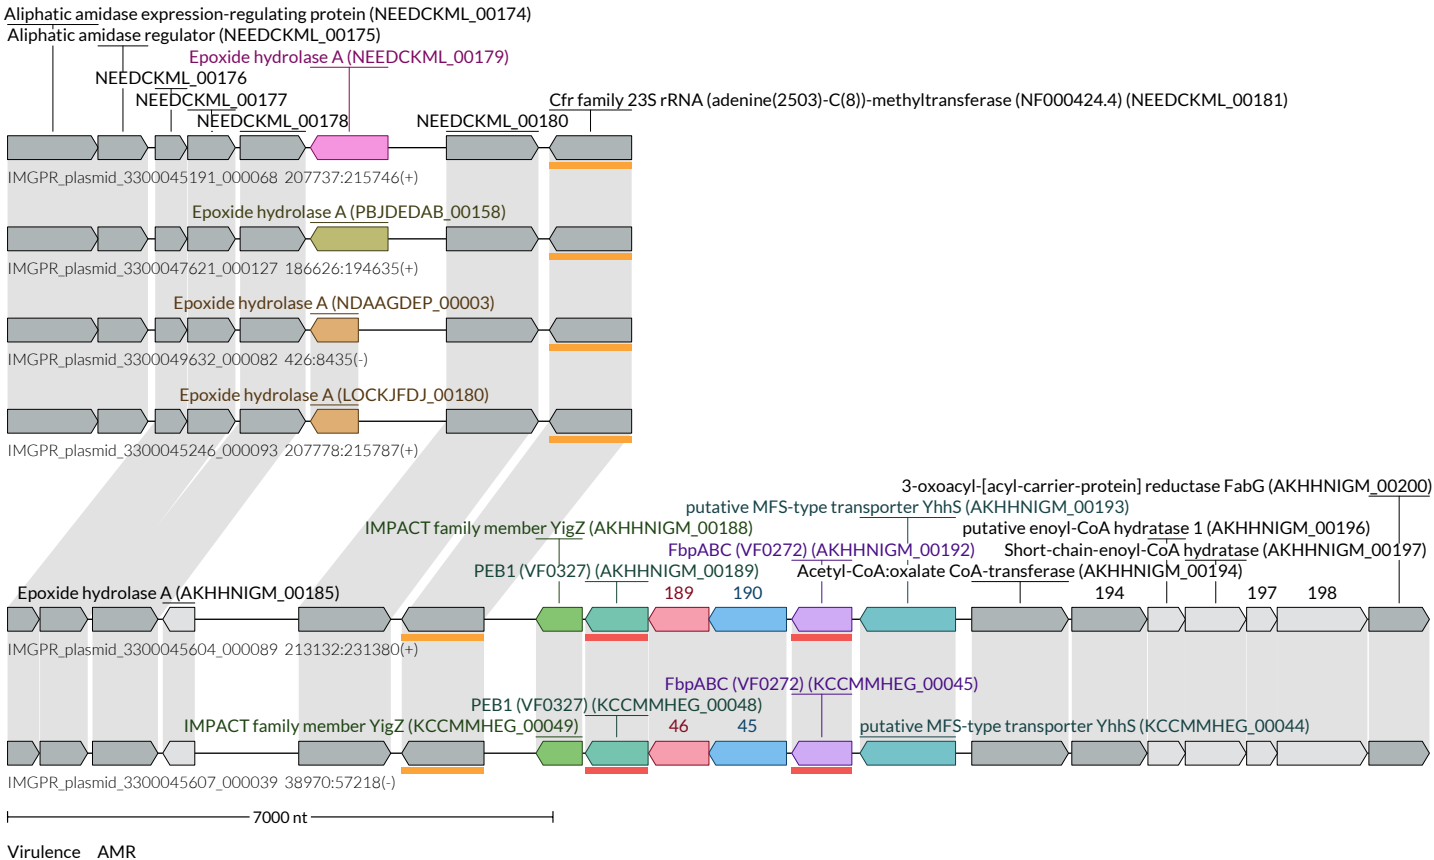 Aliphatic amidase expression-regulating protein (NEEDCKML_00174)
Aliphatic amidase regulator (NEEDCKML_00175)
Epoxide hydrolase A (NEEDCKML_00179)
NEEDCKML_00176
NEEDCKML_00177
Cfr family 23S rRNA (adenine(2503)-C(8))-methyltransferase (NF000424.4) (NEEDCKML_00181)
NEEDCKML_00178
NEEDCKML_00180
IMGPR_plasmid_3300045191_000068 207737:215746(+)
Epoxide hydrolase A (PBJDEDAB_00158)
IMGPR_plasmid_3300047621_000127 186626:194635(+)
Epoxide hydrolase A (NDAAGDEP_00003)
IMGPR_plasmid_3300049632_000082 426:8435(-)
Epoxide hydrolase A (LOCKJFDJ_00180)
IMGPR_plasmid_3300045246_000093 207778:215787(+)
3-oxoacyl-[acyl-carrier-protein] reductase FabG (AKHHNIGM_00200)
putative MFS-type transporter YhhS (AKHHNIGM_00193)
IMPACT family member YigZ (AKHHNIGM_00188)
putative enoyl-CoA hydratase 1 (AKHHNIGM_00196)
FbpABC (VF0272) (AKHHNIGM_00192)
Short-chain-enoyl-CoA hydratase (AKHHNIGM_00197)
PEB1 (VF0327) (AKHHNIGM_00189)
Acetyl-CoA:oxalate CoA-transferase (AKHHNIGM_00194)
Epoxide hydrolase A (AKHHNIGM_00185)
189 190 194 197 198
IMGPR_plasmid_3300045604_000089 213132:231380(+)
FbpABC (VF0272) (KCCMMHEG_00045)
PEB1 (VF0327) (KCCMMHEG_00048)
IMPACT family member YigZ (KCCMMHEG_00049)
46 45
putative MFS-type transporter YhhS (KCCMMHEG_00044)
IMGPR_plasmid_3300045607_000039 38970:57218(-)
7000 nt
Virulence AMR